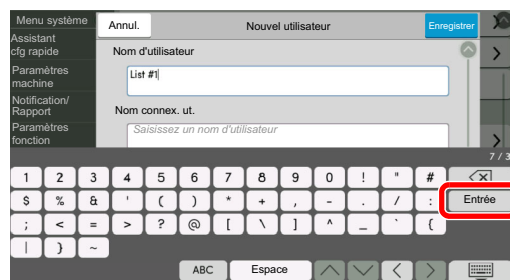 Menu système
Annul.
Nouvel utilisateur
Enregistrer
Assistant
cfg rapide
Nom d'utilisateur
List #1
Paramètres
machine
Notification/
Rapport
Nom connex. ut.
Paramètres
fonction
Saisissez un nom d'utilisateur
7 / 3
1 2 3 4 5 6 7 8 9 0 ! " #
$ % & ' ( ) * + , - . / : Entrée
; < = > ? @ [ \ ] ^ _ ` {
| } ~
ABC Espace